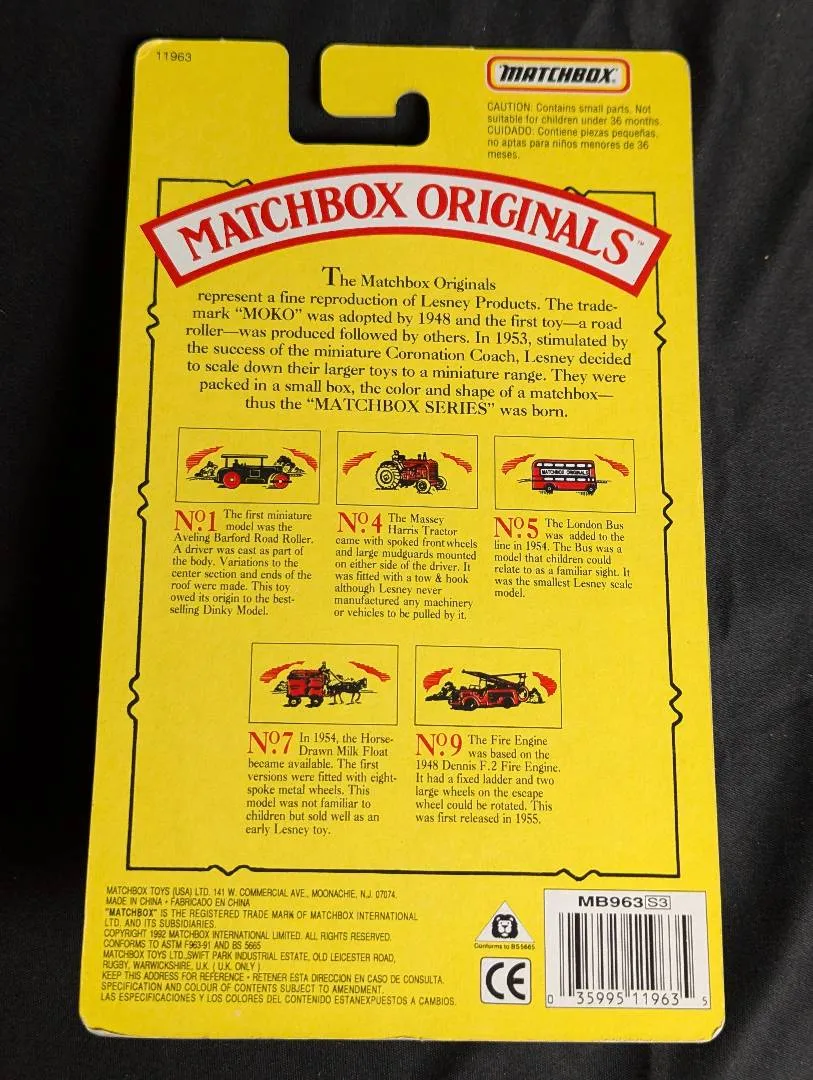 11963
MATCHBOX
CAUTION: Contains small parts. Not
suitable for children under 36 months.
CUIDADO: Contiene piezas pequeñas,
no aptas para niños menores de 36
meses.
MATCHBOX ORIGINALS™
The Matchbox Originals
represent a fine reproduction of Lesney Products. The trade-
mark “MOKO” was adopted by 1948 and the first toy—a road
roller—was produced followed by others. In 1953, stimulated by
the success of the miniature Coronation Coach, Lesney decided
to scale down their larger toys to a miniature range. They were
packed in a small box, the color and shape of a matchbox—
thus the “MATCHBOX SERIES” was born.
No.1 The first miniature
model was the
Aveling Barford Road Roller.
A driver was cast as part of
the body. Variations to the
center section and ends of the
roof were made. This toy
owed its origin to the best-
selling Dinky Model.
No.4 The Massey
Harris Tractor
came with spoked front wheels
and large mudguards mounted
on either side of the driver. It
was fitted with a tow & hook
although Lesney never
manufactured any machinery
or vehicles to be pulled by it.
MATCHBOX ORIGINALS
No.5 The London Bus
was added to the
line in 1954. The Bus was a
model that children could
relate to as a familiar sight. It
was the smallest Lesney scale
model.
No.7 In 1954, the Horse-
Drawn Milk Float
became available. The first
versions were fitted with eight-
spoke metal wheels. This
model was not familiar to
children but sold well as an
early Lesney toy.
No.9 The Fire Engine
was based on the
1948 Dennis F.2 Fire Engine.
It had a fixed ladder and two
large wheels on the escape
wheel could be rotated. This
was first released in 1955.
MATCHBOX TOYS (USA) LTD. 141 W. COMMERCIAL AVE., MOONACHIE, N.J. 07074.
MADE IN CHINA • FABRICADO EN CHINA
"MATCHBOX" IS THE REGISTERED TRADE MARK OF MATCHBOX INTERNATIONAL
LTD. AND ITS SUBSIDIARIES.
COPYRIGHT 1992 MATCHBOX INTERNATIONAL LIMITED. ALL RIGHTS RESERVED.
CONFORMS TO ASTM F963-91 AND BS 5665
MATCHBOX TOYS LTD.,SWIFT PARK INDUSTRIAL ESTATE, OLD LEICESTER ROAD,
RUGBY, WARWICKSHIRE, U.K. ( U.K. ONLY )
KEEP THIS ADDRESS FOR REFERENCE • RETENER ESTA DIRECCION EN CASO DE CONSULTA.
SPECIFICATION AND COLOUR OF CONTENTS SUBJECT TO AMENDMENT.
LAS ESPECIFICACIONES Y LOS COLORES DEL CONTENIDO ESTANEXPUESTOS A CAMBIOS.
Conforms to BS5665
CE
MB963 S3
0 35995 11963 5